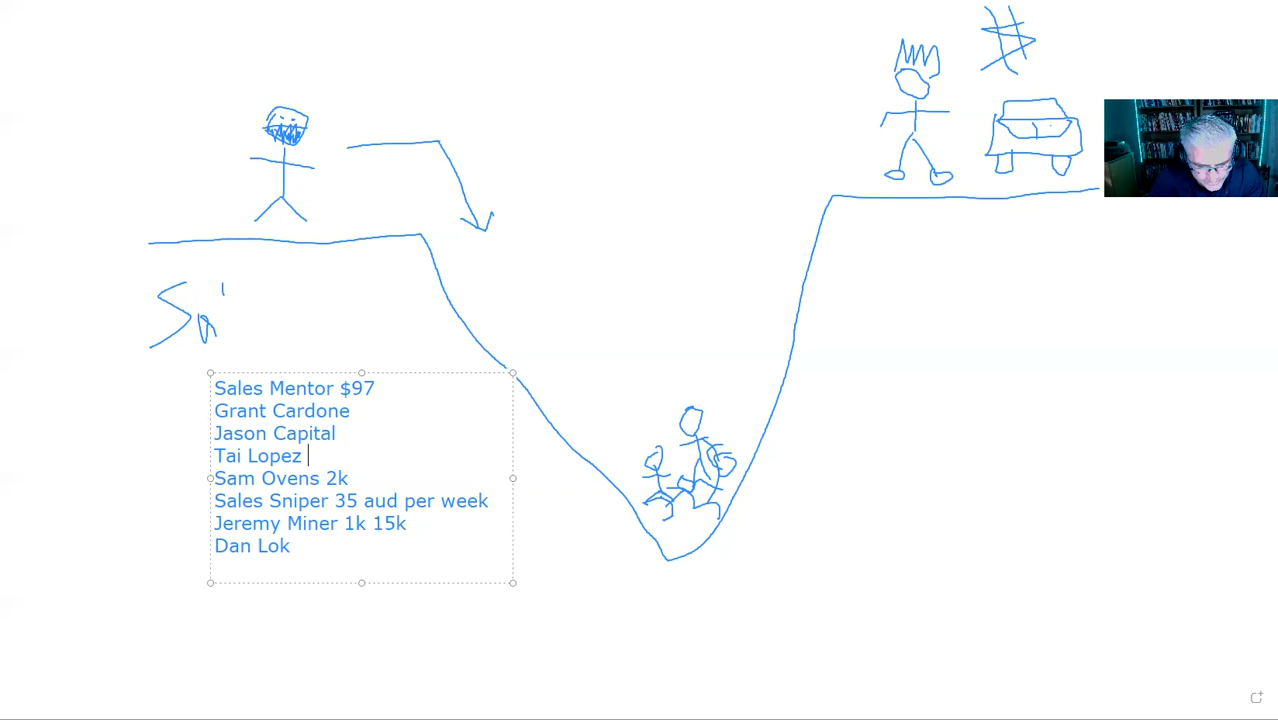 Sales Mentor $97
Grant Cardone
Jason Capital
Tai Lopez
Sam Ovens 2k
Sales Sniper 35 aud per week
Jeremy Miner 1k 15k
Dan Lok